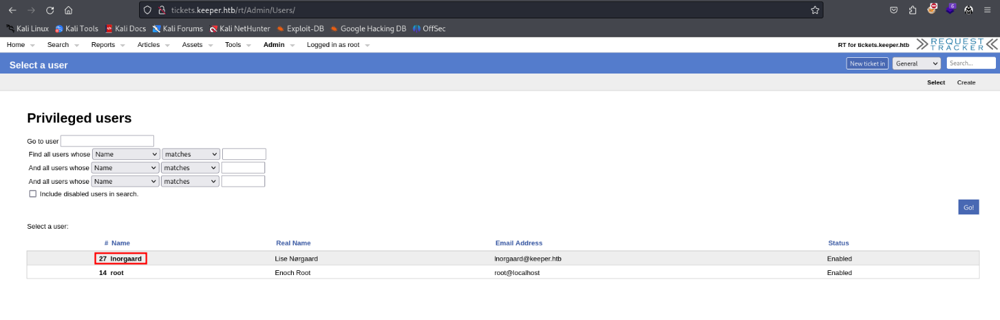 tickets.keeper.htb/rt/Admin/Users/
6
Kali Linux Kali Tools Kali Docs Kali Forums Kali NetHunter Exploit-DB Google Hacking DB OffSec
Home Search Reports Articles Assets Tools Admin Logged in as root RT for tickets.keeper.htb REQUEST
TRACKER
Select a user New ticket in General Search...
Select Create
Privileged users
Go to user
Find all users whose Name matches
And all users whose Name matches
And all users whose Name matches
Include disabled users in search.
Go!
Select a user:
# Name Real Name Email Address Status
27 lnorgaard Lise Nørgaard lnorgaard@keeper.htb Enabled
14 root Enoch Root root@localhost Enabled